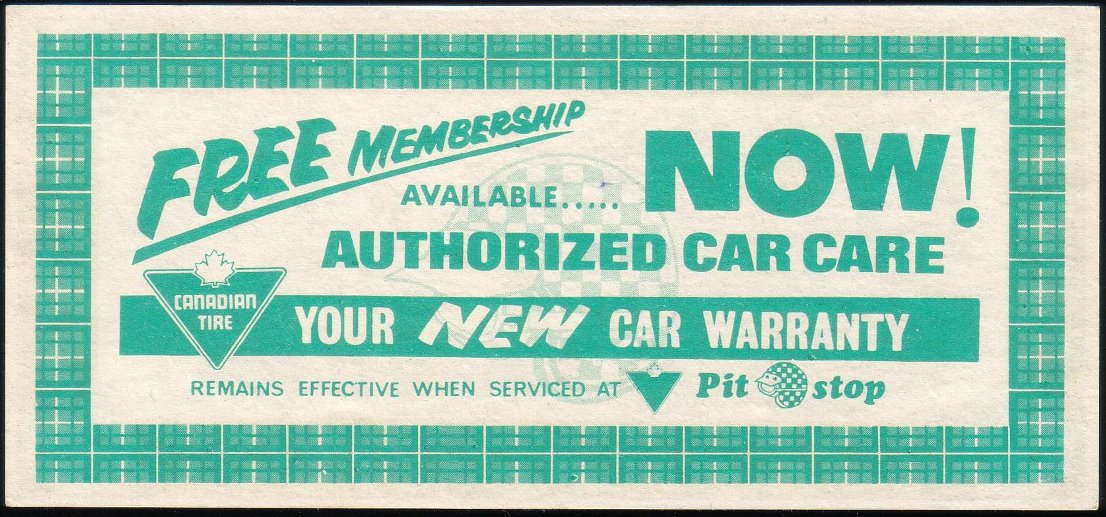 FREE MEMBERSHIP
AVAILABLE..... NOW!
AUTHORIZED CAR CARE
CANADIAN
TIRE
YOUR NEW CAR WARRANTY
REMAINS EFFECTIVE WHEN SERVICED AT Pit stop